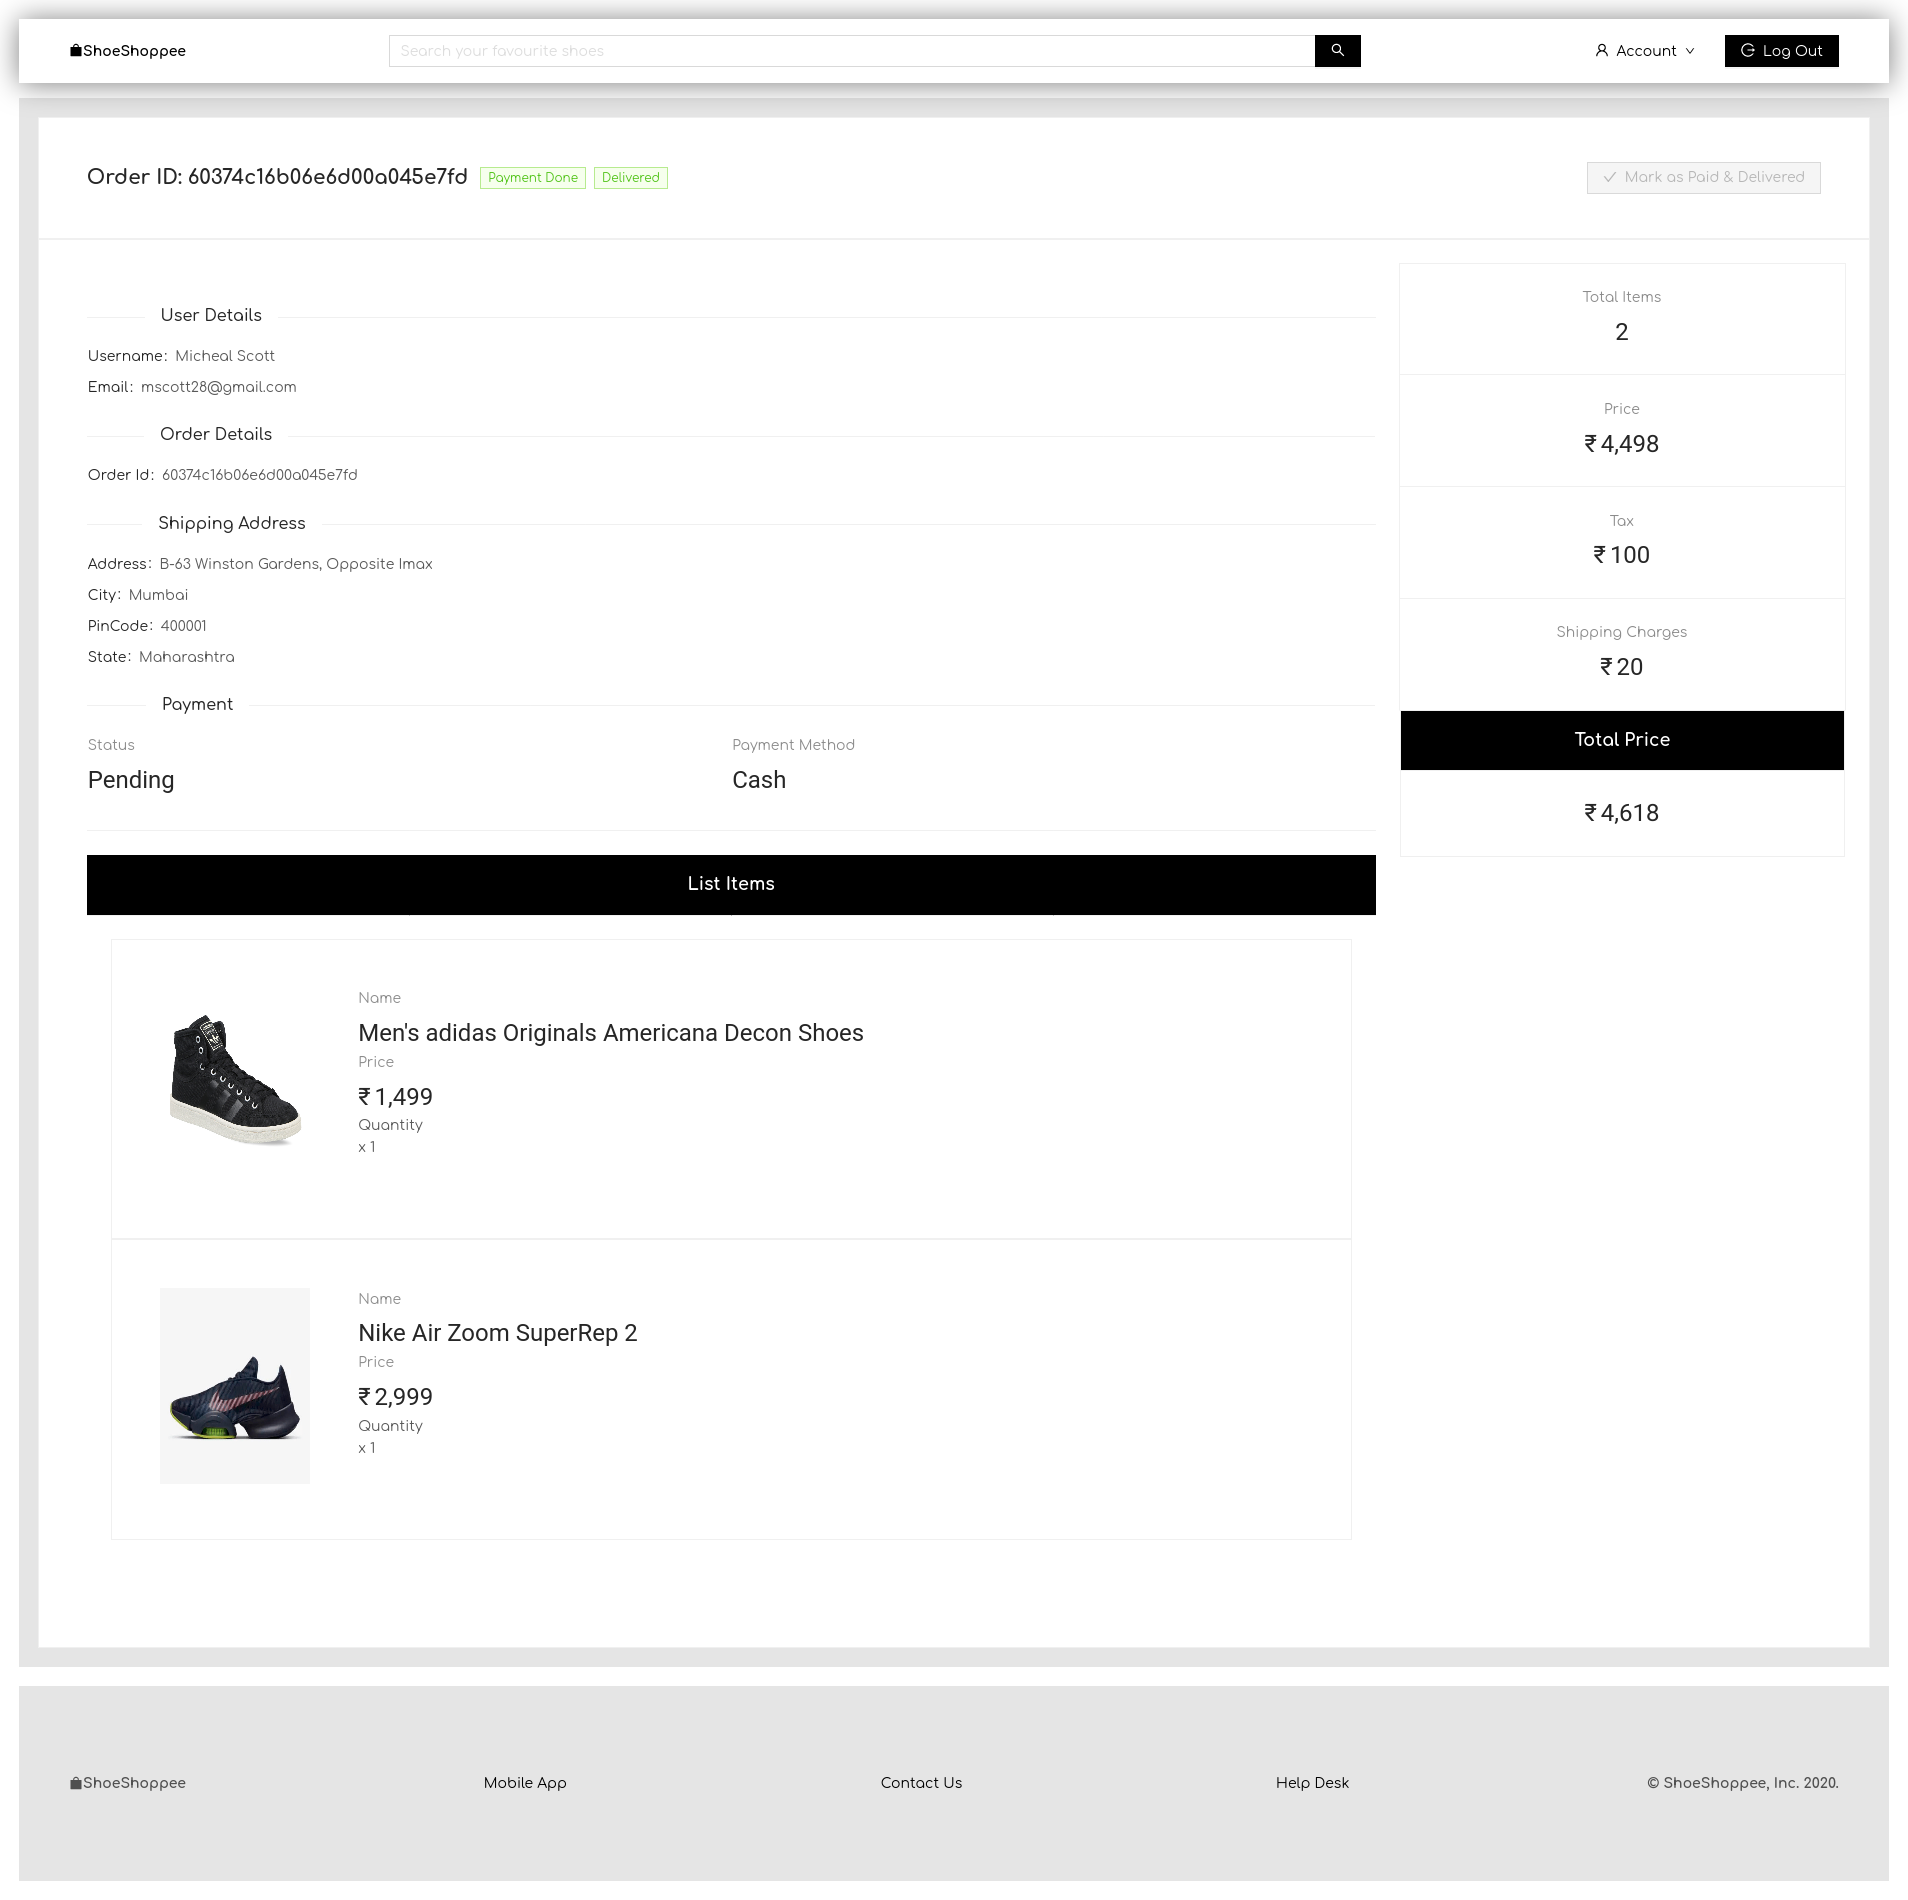 ShoeShoppee
Search your favourite shoes
Account
Log Out
Order ID: 60374c16b06e6d00a045e7fd
Payment Done
Delivered
Mark as Paid & Delivered
User Details
Username: Micheal Scott
Email: mscott28@gmail.com
Order Details
Order Id: 60374c16b06e6d00a045e7fd
Shipping Address
Address: B-63 Winston Gardens, Opposite Imax
City: Mumbai
PinCode: 400001
State: Maharashtra
Payment
Status
Pending
Payment Method
Cash
Total Items
2
Price
₹ 4,498
Tax
₹ 100
Shipping Charges
₹ 20
Total Price
₹ 4,618
List Items
Name
Men's adidas Originals Americana Decon Shoes
Price
₹ 1,499
Quantity
x 1
Name
Nike Air Zoom SuperRep 2
Price
₹ 2,999
Quantity
x 1
ShoeShoppee
Mobile App
Contact Us
Help Desk
© ShoeShoppee, Inc. 2020.